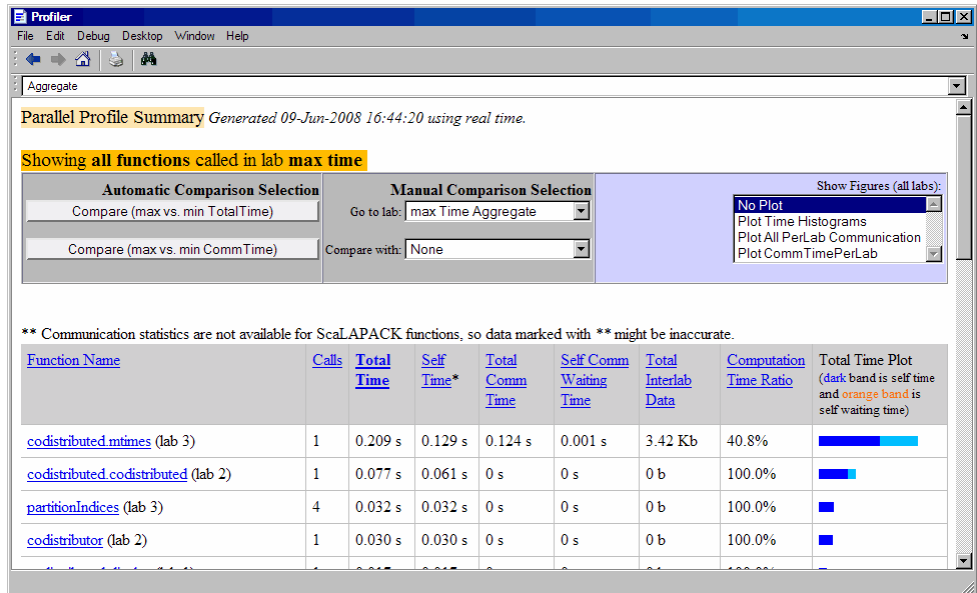 Profiler
File Edit Debug Desktop Window Help
Aggregate
Parallel Profile Summary Generated 09-Jun-2008 16:44:20 using real time.
Showing all functions called in lab max time
Automatic Comparison Selection
Compare (max vs. min TotalTime)
Compare (max vs. min CommTime)
Manual Comparison Selection
Go to lab: max Time Aggregate
Compare with: None
Show Figures (all labs):
No Plot
Plot Time Histograms
Plot All PerLab Communication
Plot CommTimePerLab
** Communication statistics are not available for ScaLAPACK functions, so data marked with ** might be inaccurate.
Function Name Calls Total Time Self Time* Total Comm Time Self Comm Waiting Time Total Interlab Data Computation Time Ratio Total Time Plot (dark band is self time and orange band is self waiting time)
codistributed.mtimes (lab 3) 1 0.209 s 0.129 s 0.124 s 0.001 s 3.42 Kb 40.8%
codistributed.codistributed (lab 2) 1 0.077 s 0.061 s 0 s 0 s 0 b 100.0%
partitionIndices (lab 3) 4 0.032 s 0.032 s 0 s 0 s 0 b 100.0%
codistributor (lab 2) 1 0.030 s 0.030 s 0 s 0 s 0 b 100.0%